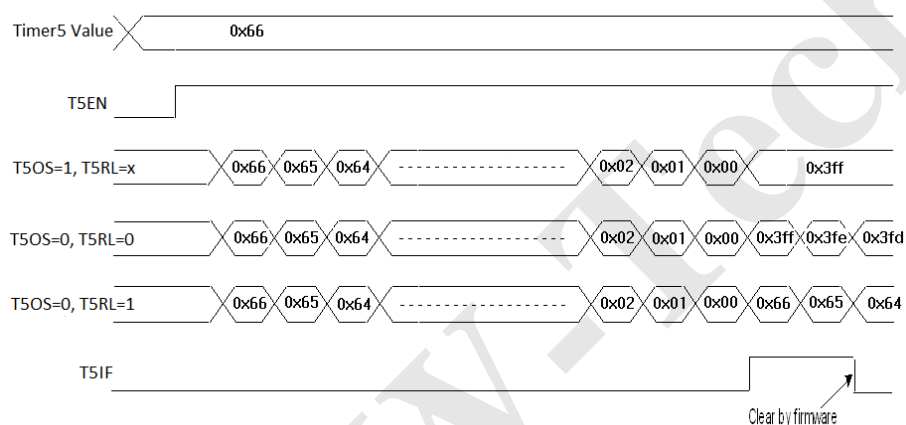 Timer5 Value 0x66
T5EN
T5OS=1, T5RL=x 0x66 0x65 0x64 0x02 0x01 0x00 0x3ff
T5OS=0, T5RL=0 0x66 0x65 0x64 0x02 0x01 0x00 0x3ff 0x3fe 0x3fd
T5OS=0, T5RL=1 0x66 0x65 0x64 0x02 0x01 0x00 0x66 0x65 0x64
T5IF
Clear by firmware